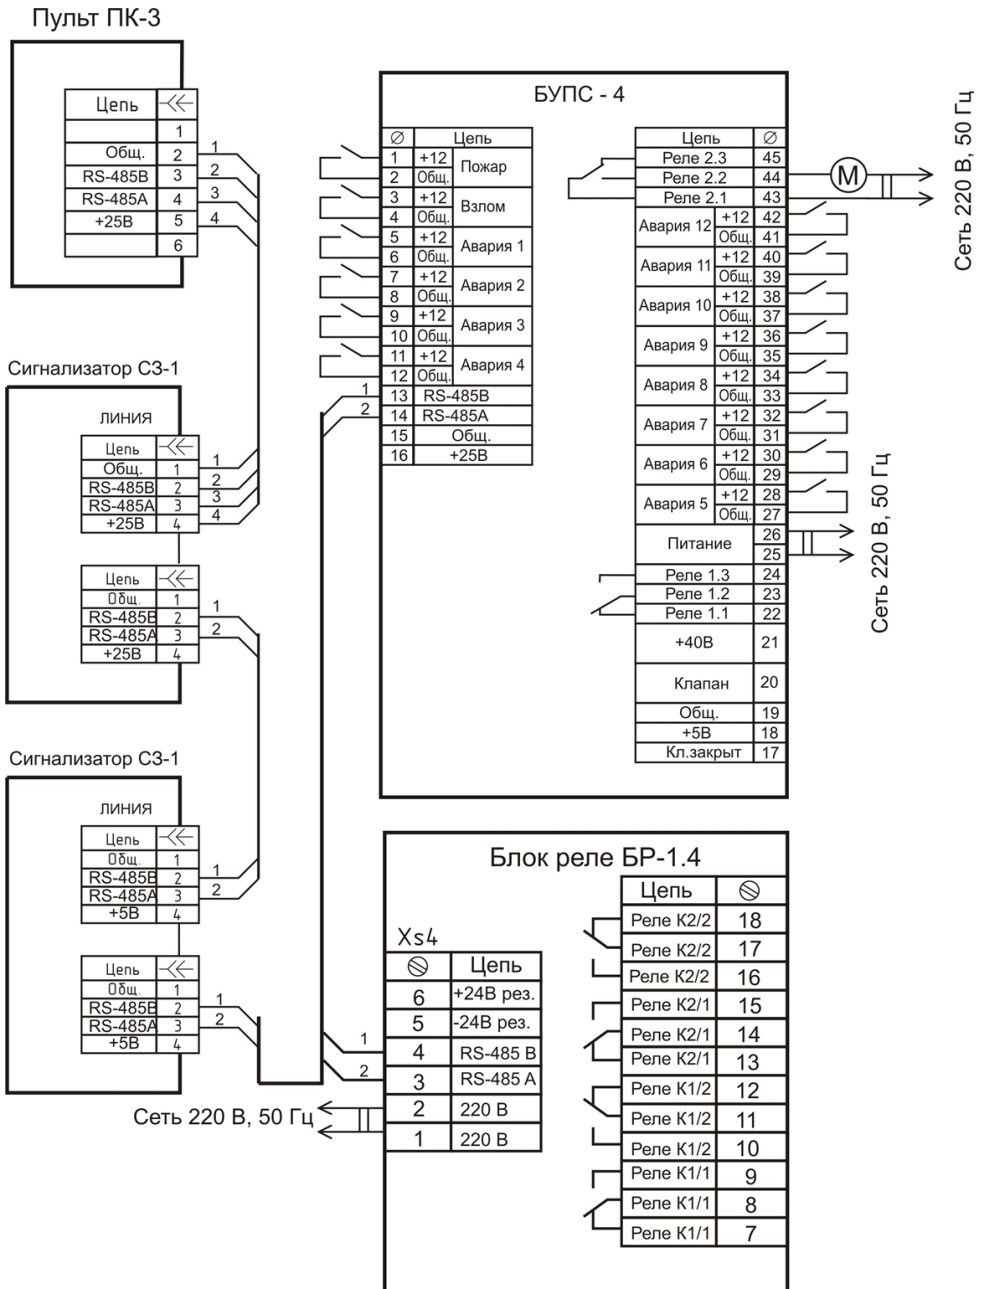 Пульт ПК-3
Цепь
1
Общ. 2 1
RS-485В 3 2
RS-485А 4 3
+25В 5 4
6
Сигнализатор СЗ-1
ЛИНИЯ
Цепь
Общ. 1 1
RS-485В 2 2
RS-485А 3 3
+25В 4 4
Цепь
Общ. 1
RS-485В 2 1
RS-485А 3 2
+25В 4
Сигнализатор СЗ-1
ЛИНИЯ
Цепь
Общ. 1
RS-485В 2 1
RS-485А 3 2
+5В 4
Цепь
Общ. 1
RS-485В 2 1
RS-485А 3 2
+5В 4
БУПС - 4
∅ Цепь
1 +12 Пожар
2 Общ.
3 +12 Взлом
4 Общ.
5 +12 Авария 1
6 Общ.
7 +12 Авария 2
8 Общ.
9 +12 Авария 3
10 Общ.
11 +12 Авария 4
12 Общ.
1 13 RS-485В
2 14 RS-485А
15 Общ.
16 +25В
Цепь ∅
Реле 2.3 45
Реле 2.2 44
Реле 2.1 43
Авария 12 +12 42
Общ. 41
Авария 11 +12 40
Общ. 39
Авария 10 +12 38
Общ. 37
Авария 9 +12 36
Общ. 35
Авария 8 +12 34
Общ. 33
Авария 7 +12 32
Общ. 31
Авария 6 +12 30
Общ. 29
Авария 5 +12 28
Общ. 27
Питание 26
25
Реле 1.3 24
Реле 1.2 23
Реле 1.1 22
+40В 21
Клапан 20
Общ. 19
+5В 18
Кл.закрыт 17
М
Сеть 220 В, 50 Гц
Сеть 220 В, 50 Гц
Блок реле БР-1.4
Xs4
Цепь
6 +24В рез.
5 -24В рез.
1 4 RS-485 В
2 3 RS-485 А
2 220 В
1 220 В
Сеть 220 В, 50 Гц
Цепь
Реле К2/2 18
Реле К2/2 17
Реле К2/2 16
Реле К2/1 15
Реле К2/1 14
Реле К2/1 13
Реле К1/2 12
Реле К1/2 11
Реле К1/2 10
Реле К1/1 9
Реле К1/1 8
Реле К1/1 7